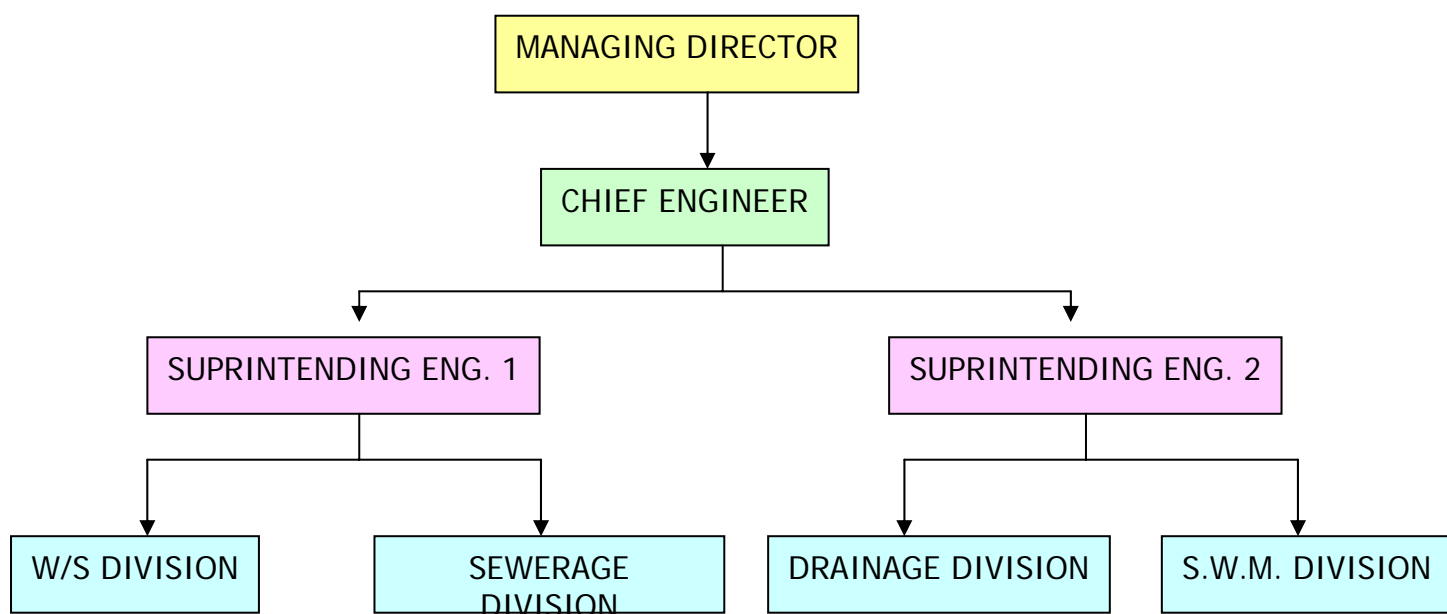 MANAGING DIRECTOR
CHIEF ENGINEER
SUPRINTENDING ENG. 1
SUPRINTENDING ENG. 2
W/S DIVISION
SEWERAGE
DIVISION
DRAINAGE DIVISION
S.W.M. DIVISION